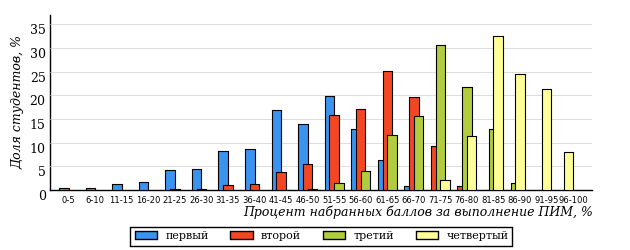 Доля студентов, %
35
30
25
20
15
10
5
0
0-5 6-10 11-15 16-20 21-25 26-30 31-35 36-40 41-45 46-50 51-55 56-60 61-65 66-70 71-75 76-80 81-85 86-90 91-95 96-100
Процент набранных баллов за выполнение ПИМ, %
первый второй третий четвертый